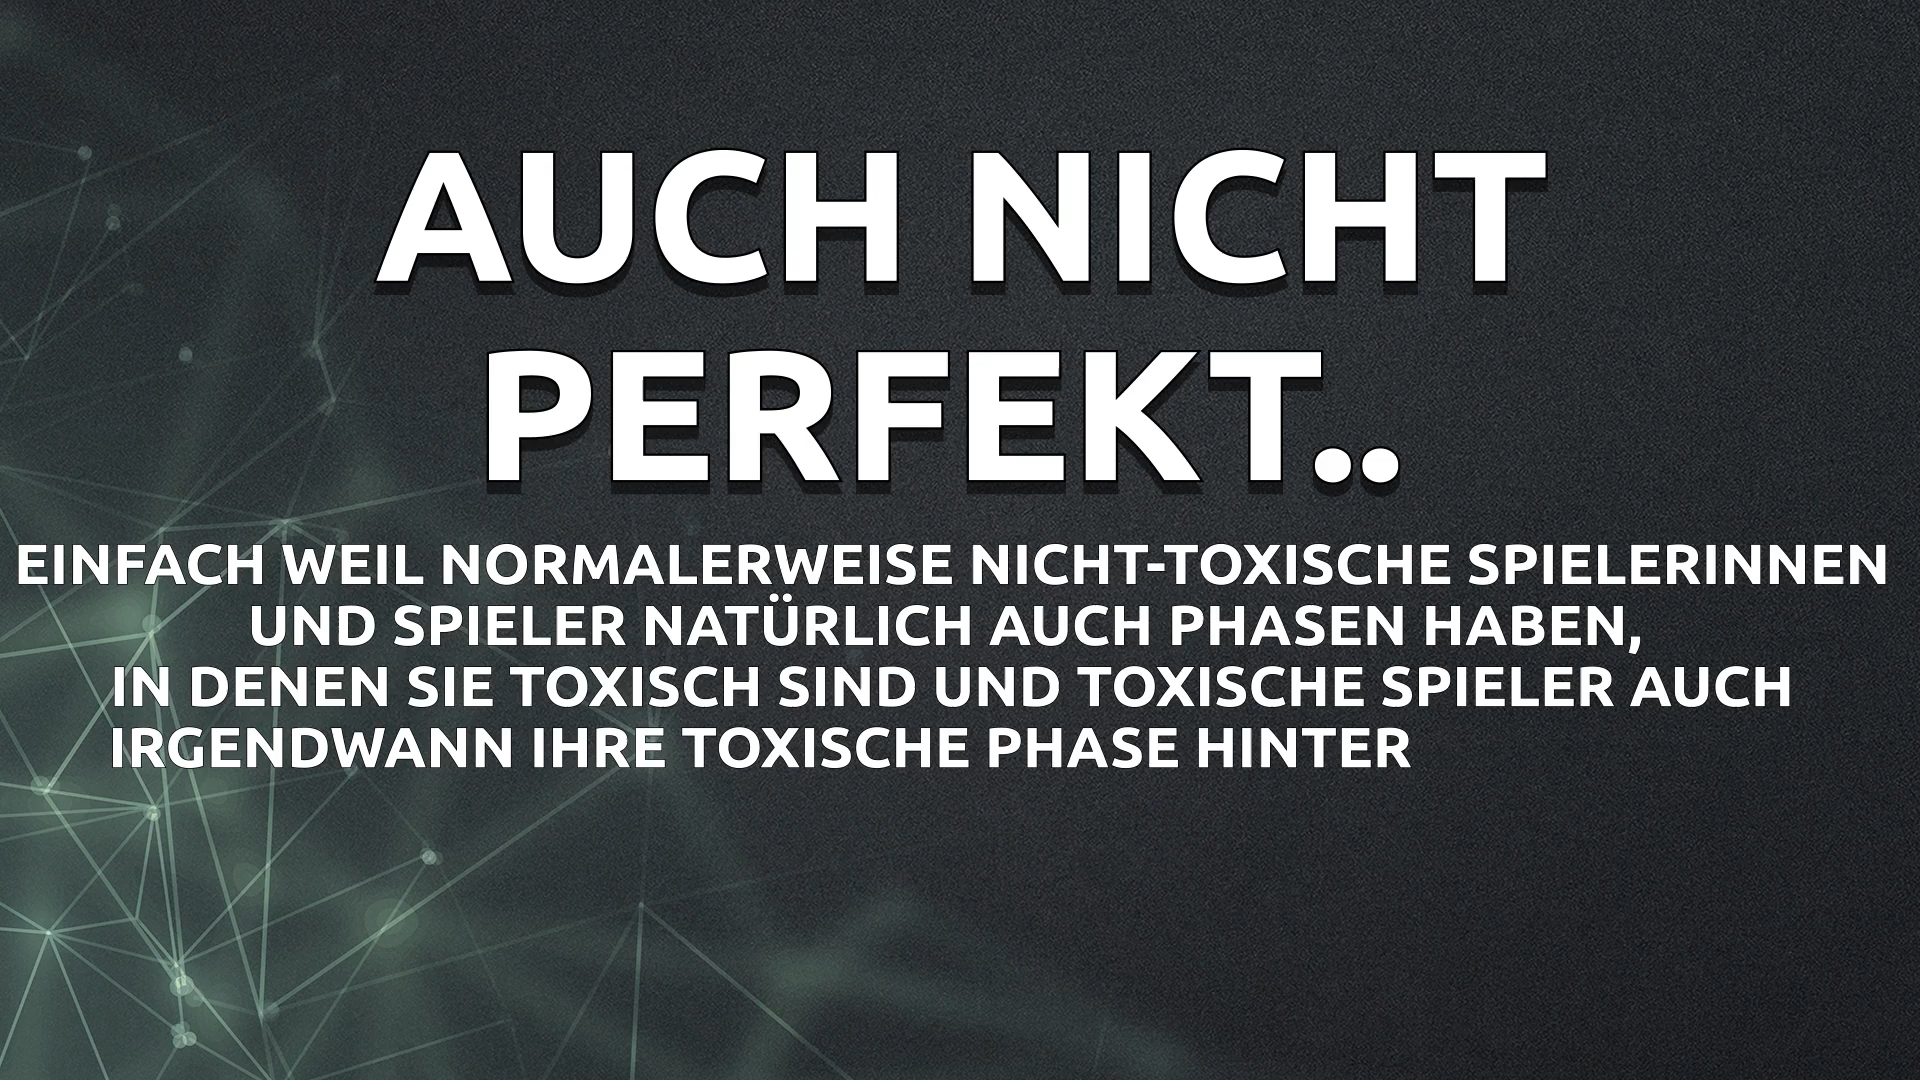 AUCH NICHT
PERFEKT..
EINFACH WEIL NORMALERWEISE NICHT-TOXISCHE SPIELERINNEN
UND SPIELER NATÜRLICH AUCH PHASEN HABEN,
IN DENEN SIE TOXISCH SIND UND TOXISCHE SPIELER AUCH
IRGENDWANN IHRE TOXISCHE PHASE HINTER